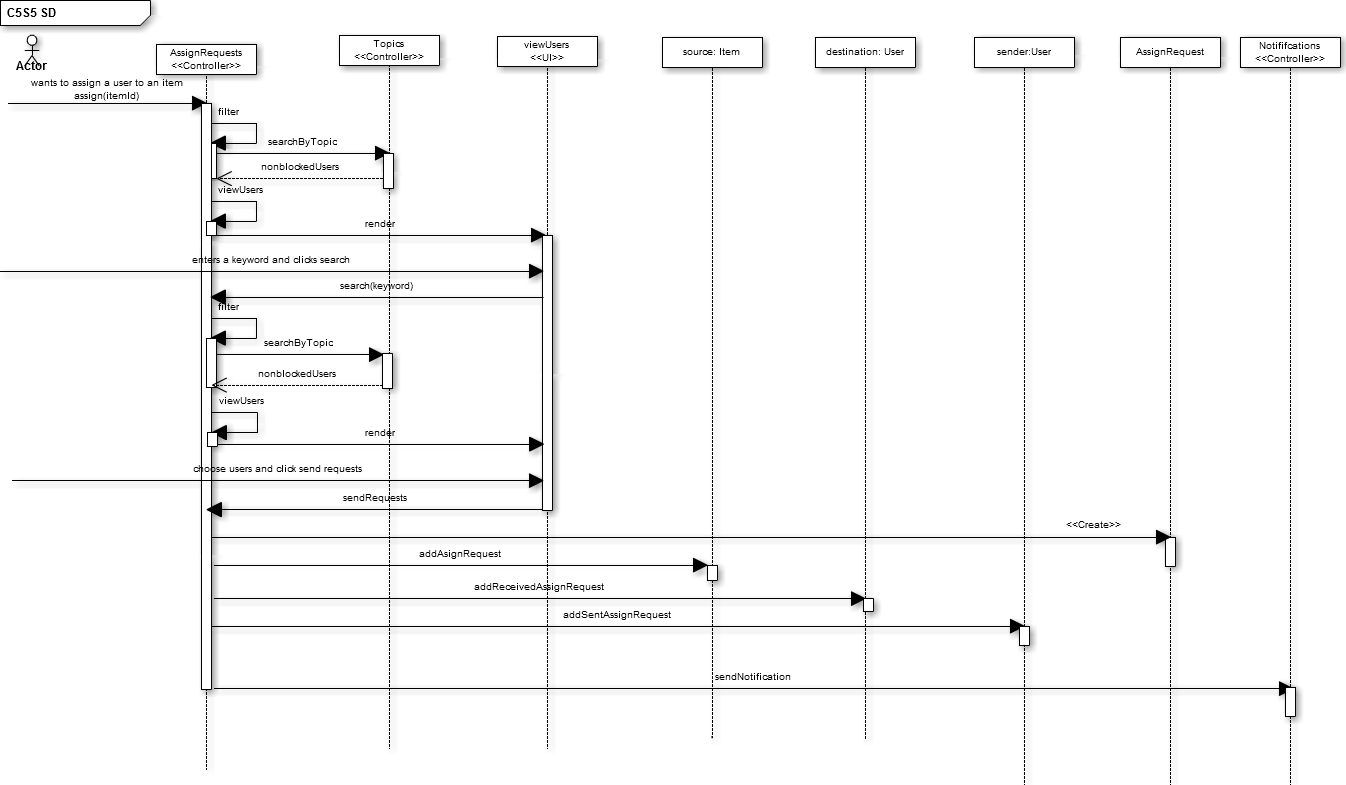 C5S5 SD
Actor
AssignRequests
<<Controller>>
Topics
<<Controller>>
viewUsers
<<UI>>
source: Item
destination: User
sender:User
AssignRequest
Notififcations
<<Controller>>
wants to assign a user to an item
assign(itemId)
filter
searchByTopic
nonblockedUsers
viewUsers
render
enters a keyword and clicks search
search(keyword)
filter
searchByTopic
nonblockedUsers
viewUsers
render
choose users and click send requests
sendRequests
<<Create>>
addAsignRequest
addReceivedAssignRequest
addSentAssignRequest
sendNotification